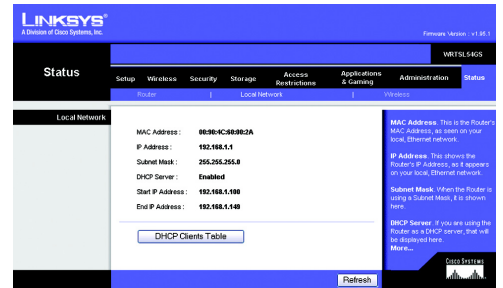 LINKSYS®
A Division of Cisco Systems, Inc.
Firmware Version : v1.95.1
WRTSL54GS
Status
Setup Wireless Security Storage Access Restrictions Applications & Gaming Administration Status
Router | Local Network | Wireless
Local Network
MAC Address : 00:90:4C:60:00:2A
IP Address : 192.168.1.1
Subnet Mask : 255.255.255.0
DHCP Server : Enabled
Start IP Address : 192.168.1.100
End IP Address : 192.168.1.149
DHCP Clients Table
MAC Address. This is the Router's
MAC Address, as seen on your
local, Ethernet network.
IP Address. This shows the
Router's IP Address, as it appears
on your local, Ethernet network.
Subnet Mask. When the Router is
using a Subnet Mask, it is shown
here.
DHCP Server. If you are using the
Router as a DHCP server, that will
be displayed here.
More...
Refresh
CISCO SYSTEMS